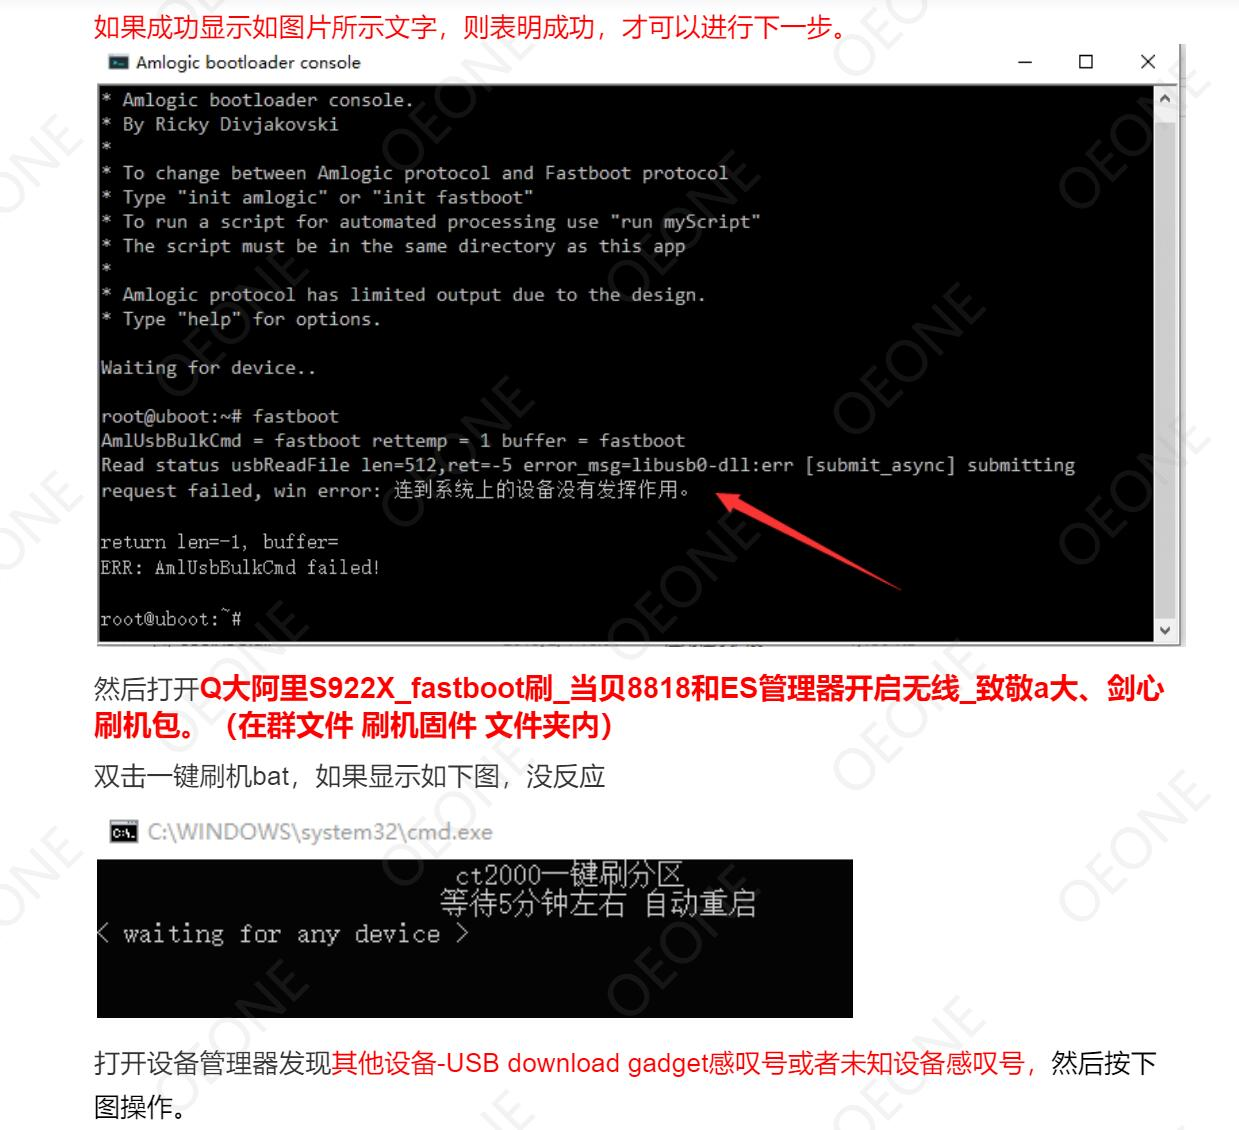 如果成功显示如图片所示文字，则表明成功，才可以进行下一步。
Amlogic bootloader console
* Amlogic bootloader console.
* By Ricky Divjakovski
*
* To change between Amlogic protocol and Fastboot protocol
* Type "init amlogic" or "init fastboot"
* To run a script for automated processing use "run myScript"
* The script must be in the same directory as this app
*
* Amlogic protocol has limited output due to the design.
* Type "help" for options.
Waiting for device..
root@uboot:~# fastboot
AmlUsbBulkCmd = fastboot rettemp = 1 buffer = fastboot
Read status usbReadFile len=512,ret=-5 error_msg=libusb0-dll:err [submit_async] submitting
request failed, win error: 连到系统上的设备没有发挥作用。
return len=-1, buffer=
ERR: AmlUsbBulkCmd failed!
root@uboot:~#
然后打开Q大阿里S922X_fastboot刷_当贝8818和ES管理器开启无线_致敬a大、剑心
刷机包。（在群文件 刷机固件 文件夹内）
双击一键刷机bat，如果显示如下图，没反应
C:\WINDOWS\system32\cmd.exe
ct2000一键刷分区
等待5分钟左右 自动重启
< waiting for any device >
打开设备管理器发现其他设备-USB download gadget感叹号或者未知设备感叹号，然后按下
图操作。
OEONE